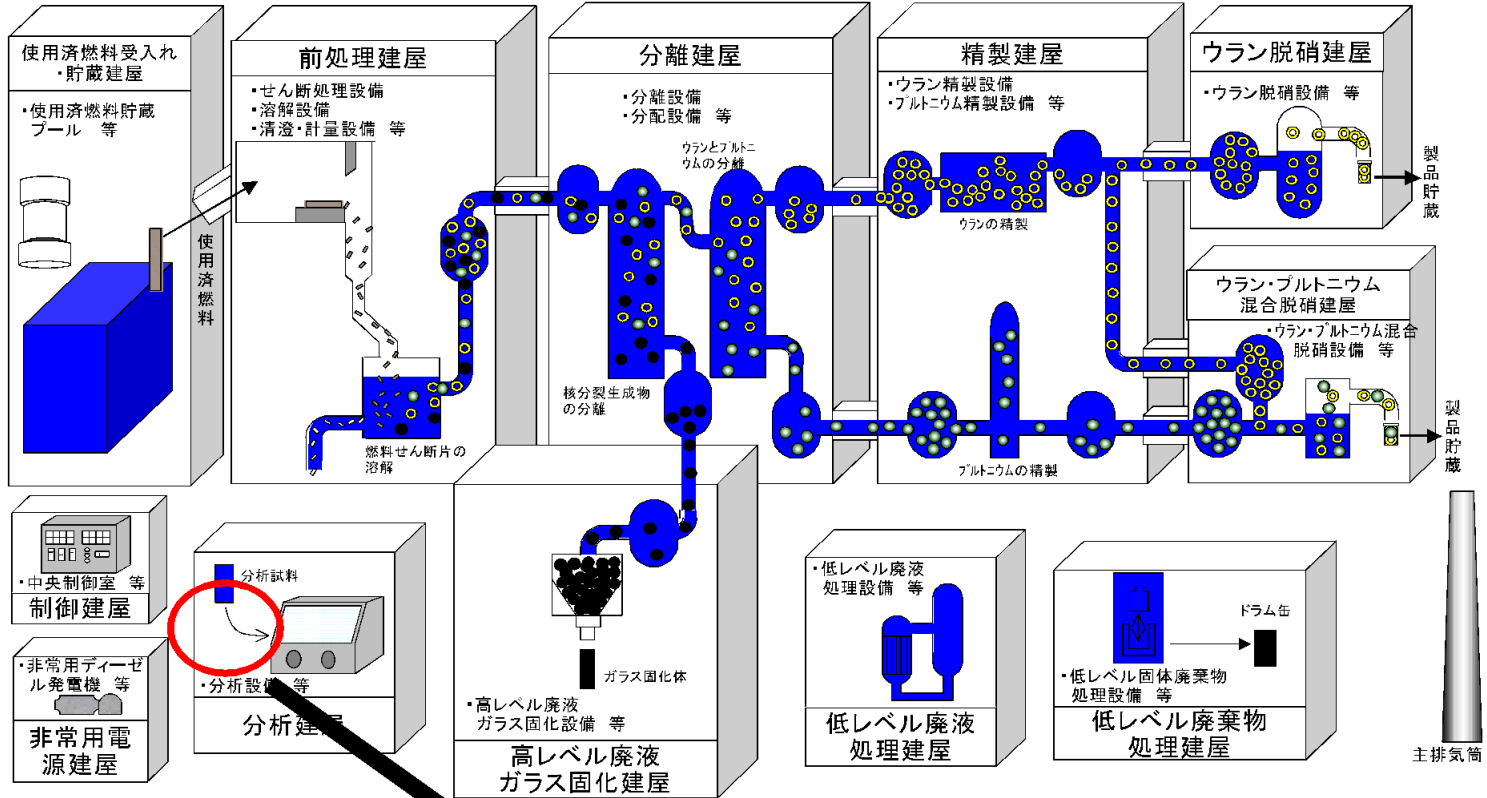 使用済燃料受入れ
・貯蔵建屋
・使用済燃料貯蔵
プール 等
使用済燃料
前処理建屋
・せん断処理設備
・溶解設備
・清澄・計量設備 等
燃料せん断片の
溶解
分離建屋
・分離設備
・分配設備 等
ウランとプルトニ
ウムの分離
核分裂生成物
の分離
精製建屋
・ウラン精製設備
・プルトニウム精製設備 等
ウランの精製
プルトニウムの精製
ウラン脱硝建屋
・ウラン脱硝設備 等
製品貯蔵
ウラン・プルトニウム
混合脱硝建屋
・ウラン・プルトニウム混合
脱硝設備 等
製品貯蔵
・中央制御室 等
制御建屋
・非常用ディーゼ
ル発電機 等
非常用電
源建屋
分析試料
・分析設備 等
分析建屋
ガラス固化体
・高レベル廃液
ガラス固化設備 等
高レベル廃液
ガラス固化建屋
・低レベル廃液
処理設備 等
低レベル廃液
処理建屋
ドラム缶
・低レベル固体廃棄物
処理設備 等
低レベル廃棄物
処理建屋
主排気筒